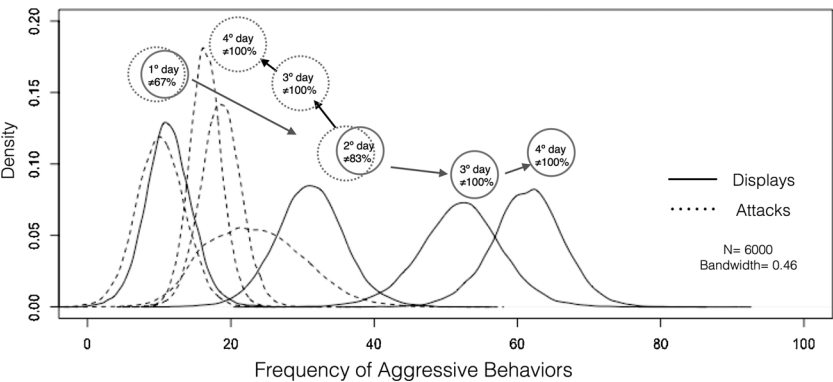 0.20
0.15
0.10
0.05
0.00
Density
4º day
≠100%
1º day
≠67%
3º day
≠100%
2º day
≠83%
3º day
≠100%
4º day
≠100%
Displays
Attacks
N= 6000
Bandwidth= 0.46
0 20 40 60 80 100
Frequency of Aggressive Behaviors